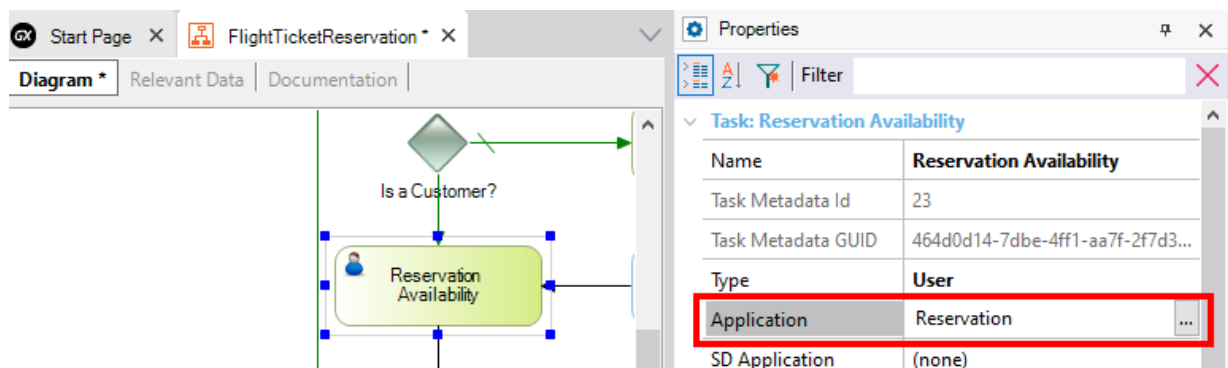 GX Start Page
FlightTicketReservation *
Diagram *
Relevant Data
Documentation
Is a Customer?
Reservation
Availability
Properties
Filter
Task: Reservation Availability
Name Reservation Availability
Task Metadata Id 23
Task Metadata GUID 464d0d14-7dbe-4ff1-aa7f-2f7d3...
Type User
Application Reservation ...
SD Application (none)